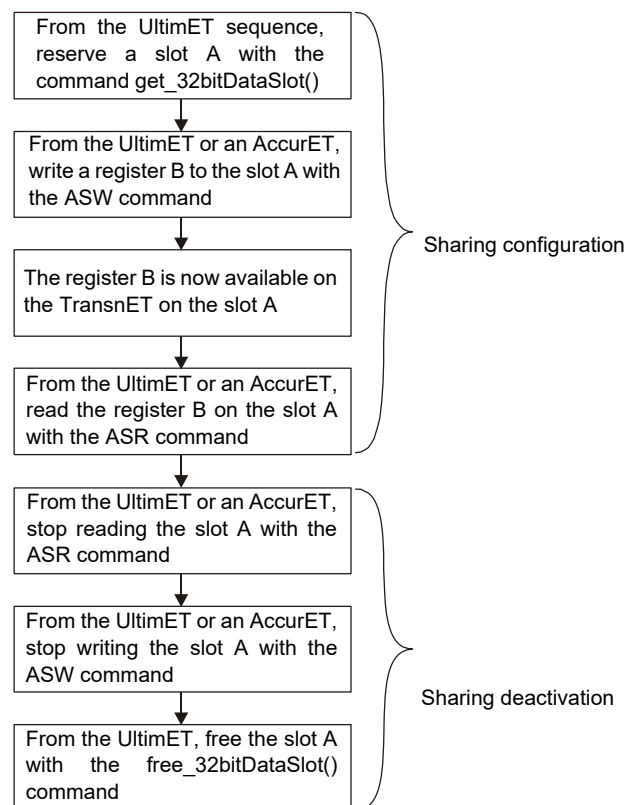 From the UltimET sequence,
reserve a slot A with the
command get_32bitDataSlot()
From the UltimET or an AccurET,
write a register B to the slot A with
the ASW command
Sharing configuration
The register B is now available on
the TransnET on the slot A
From the UltimET or an AccurET,
read the register B on the slot A
with the ASR command
From the UltimET or an AccurET,
stop reading the slot A with the
ASR command
From the UltimET or an AccurET,
stop writing the slot A with the
ASW command
Sharing deactivation
From the UltimET, free the slot A
with the free_32bitDataSlot()
command